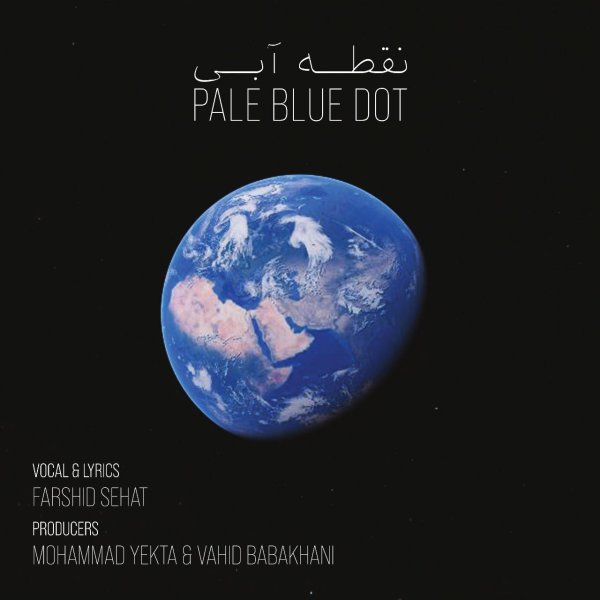 نقطه آبی
PALE BLUE DOT
VOCAL & LYRICS
FARSHID SEHAT
PRODUCERS
MOHAMMAD YEKTA & VAHID BABAKHANI